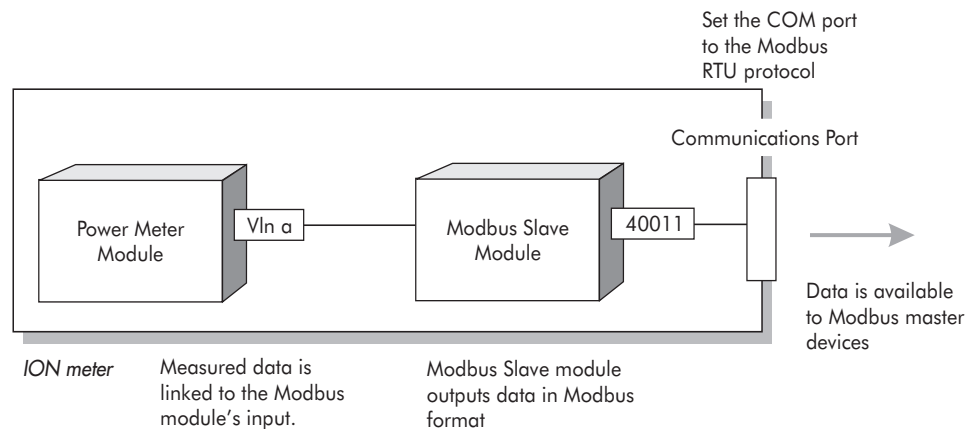 Set the COM port
to the Modbus
RTU protocol
Communications Port
Power Meter
Module
Vln a
Modbus Slave
Module
40011
Data is available
to Modbus master
devices
ION meter
Measured data is
linked to the Modbus
module's input.
Modbus Slave module
outputs data in Modbus
format